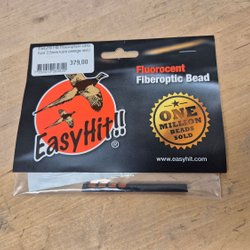 379,00
Fluorocent
Fiberoptic Bead
EasyHit!!
®
ONE
MILLION
BEADS
SOLD
www.easyhit.com